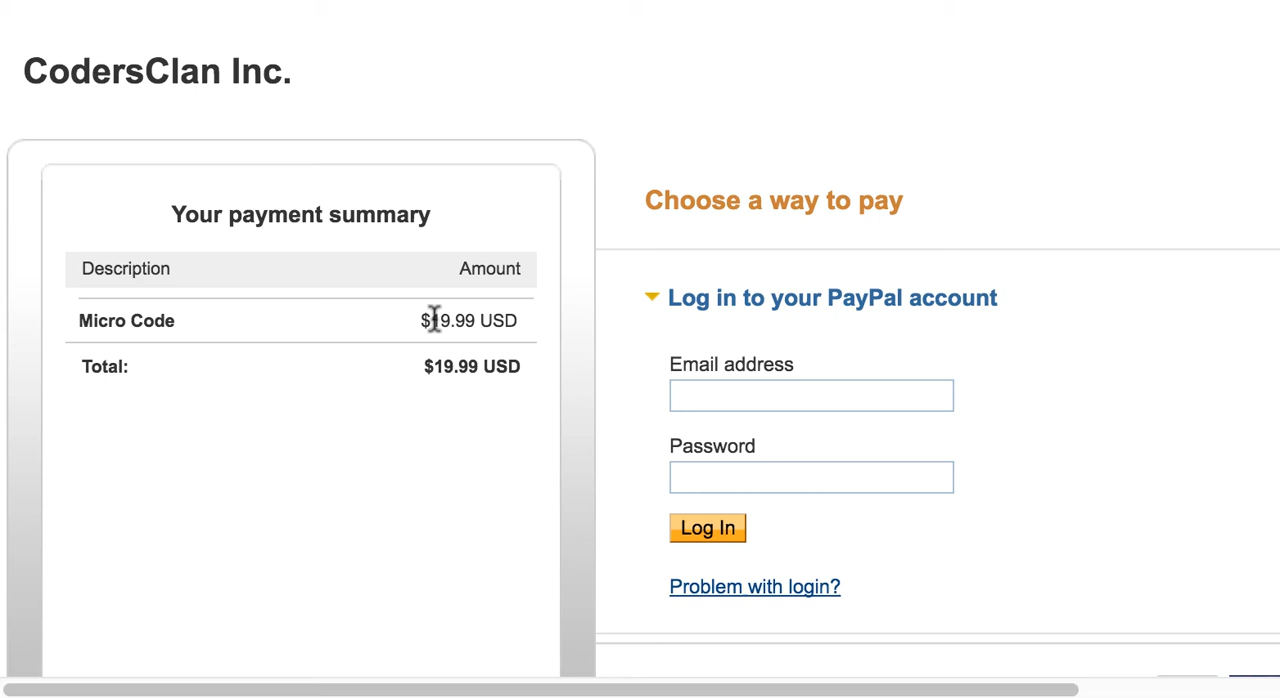 CodersClan Inc.
Your payment summary
Description Amount
Micro Code $19.99 USD
Total: $19.99 USD
Choose a way to pay
Log in to your PayPal account
Email address
Password
Log In
Problem with login?